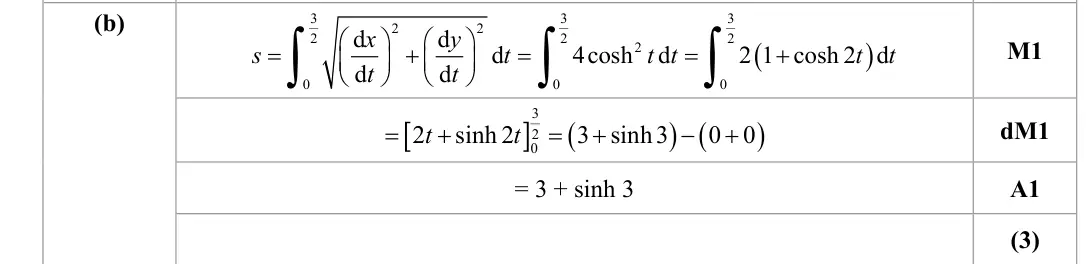 (b) s = ∫₀^{3/2} √((dx/dt)² + (dy/dt)²) dt = ∫₀^{3/2} 4cosh² t dt = ∫₀^{3/2} 2(1 + cosh 2t) dt M1
= [2t + sinh 2t]₀^{3/2} = (3 + sinh 3) − (0 + 0) dM1
= 3 + sinh 3 A1
(3)